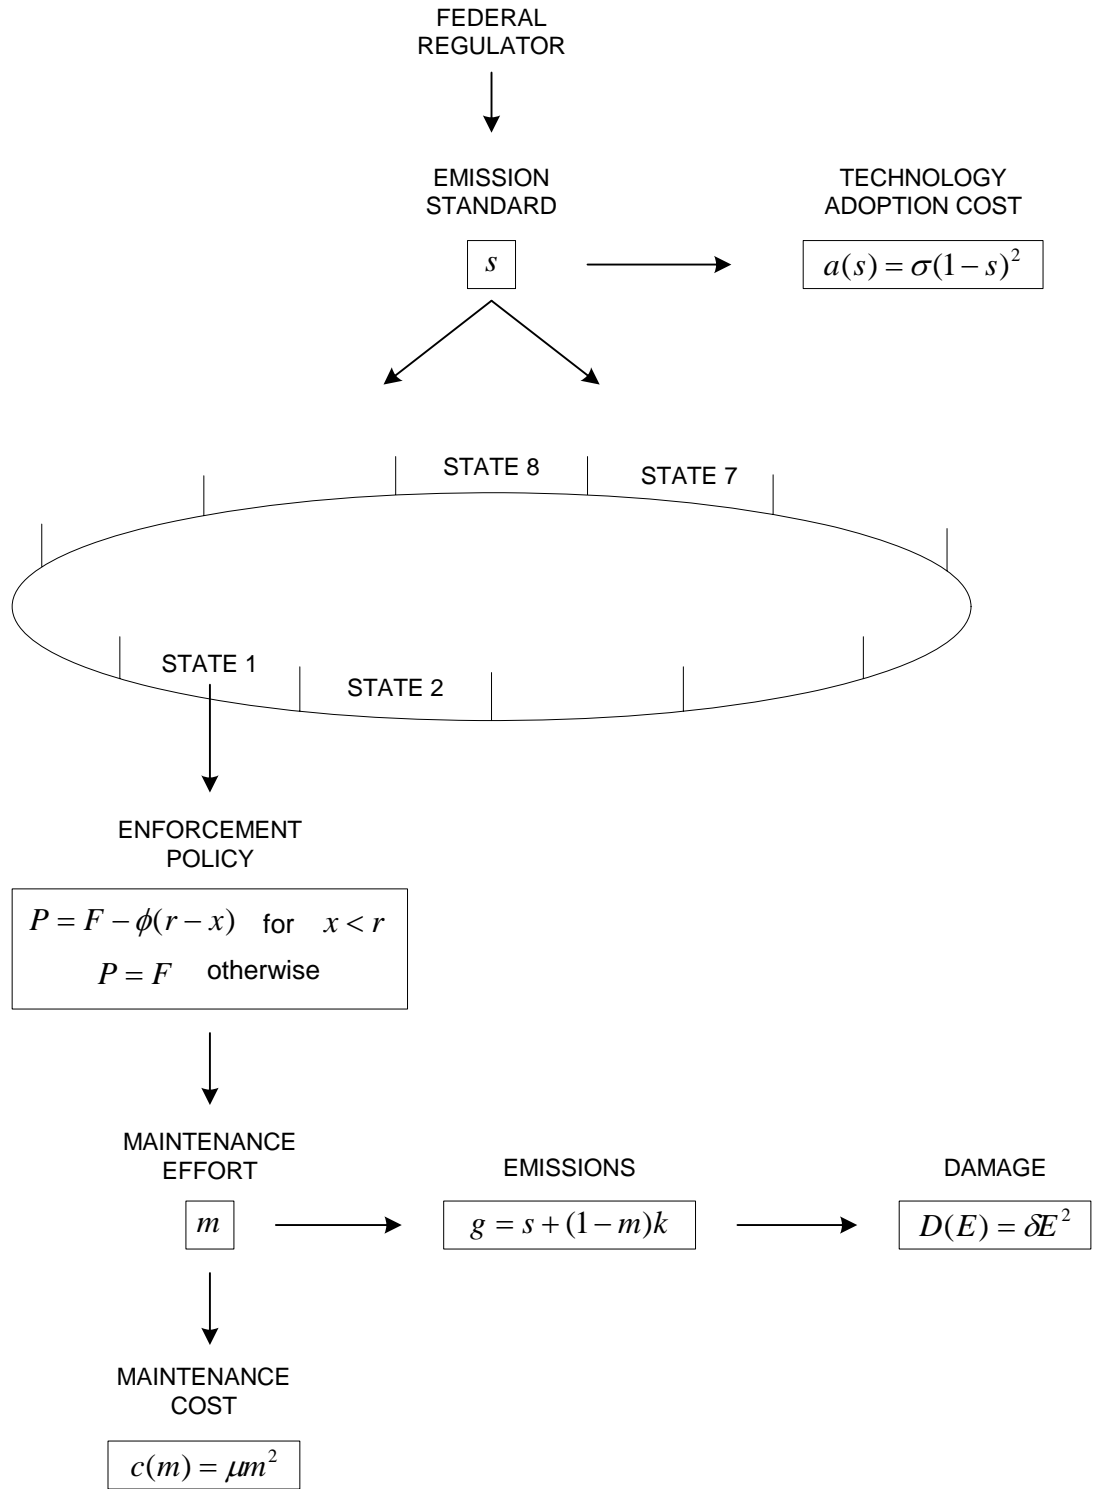 FEDERAL
REGULATOR
EMISSION
STANDARD
TECHNOLOGY
ADOPTION COST
s
a(s) = σ(1 − s)²
STATE 8
STATE 7
STATE 1
STATE 2
ENFORCEMENT
POLICY
P = F − ϕ(r − x) for x < r
P = F otherwise
MAINTENANCE
EFFORT
EMISSIONS
DAMAGE
m
g = s + (1 − m)k
D(E) = δE²
MAINTENANCE
COST
c(m) = μm²